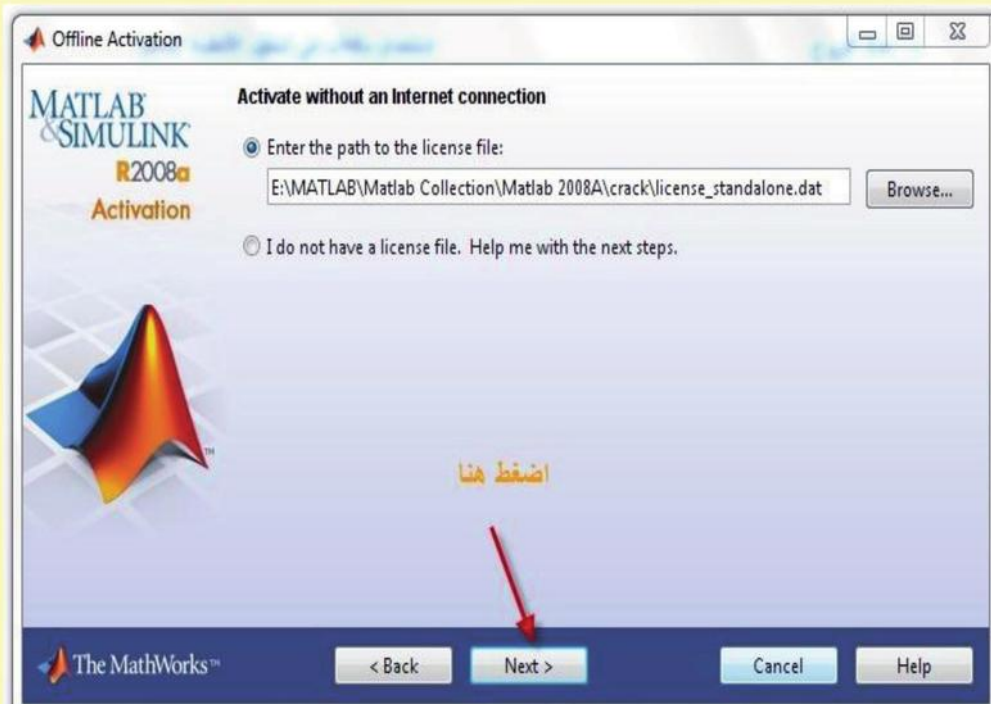 Offline Activation
MATLAB
&SIMULINK
R2008a
Activation
Activate without an Internet connection
Enter the path to the license file:
E:\MATLAB\Matlab Collection\Matlab 2008A\crack\license_standalone.dat
Browse...
I do not have a license file. Help me with the next steps.
TM
اضغط هنا
The MathWorks™
< Back
Next >
Cancel
Help